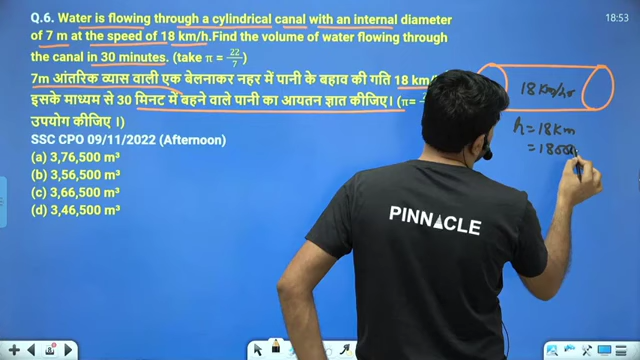 Q.6. Water is flowing through a cylindrical canal with an internal diameter
18:53
of 7 m at the speed of 18 km/h.Find the volume of water flowing through
the canal in 30 minutes. (take π = 22/7)
7m आंतरिक व्यास वाली एक बेलनाकर नहर में पानी के बहाव की गति 18 km/
इसके माध्यम से 30 मिनट में बहने वाले पानी का आयतन ज्ञात कीजिए। (π=
उपयोग कीजिए ।)
SSC CPO 09/11/2022 (Afternoon)
(a) 3,76,500 m³
(b) 3,56,500 m³
(c) 3,66,500 m³
(d) 3,46,500 m³
18 km/hr
h = 18 km
= 1800
PINNACLE